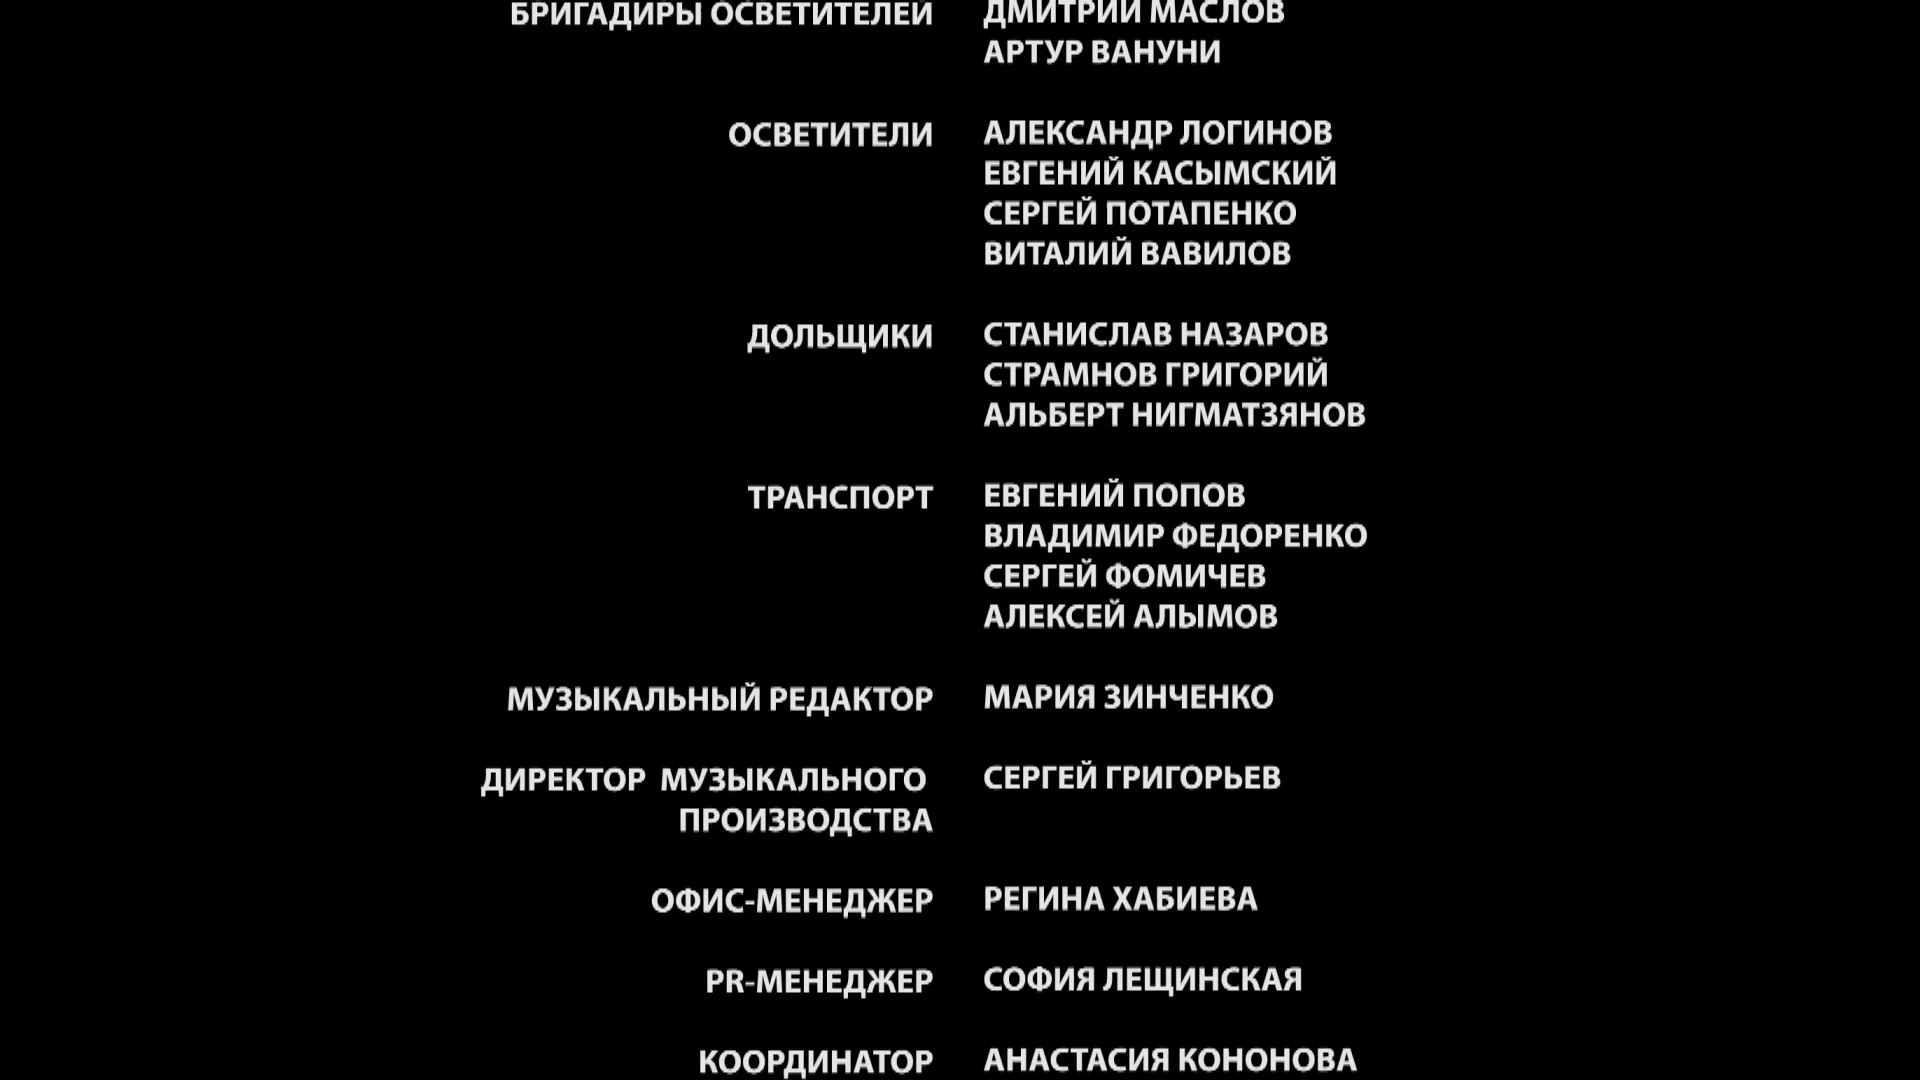 БРИГАДИРЫ ОСВЕТИТЕЛЕЙ ДМИТРИЙ МАСЛОВ
АРТУР ВАНУНИ
ОСВЕТИТЕЛИ АЛЕКСАНДР ЛОГИНОВ
ЕВГЕНИЙ КАСЫМСКИЙ
СЕРГЕЙ ПОТАПЕНКО
ВИТАЛИЙ ВАВИЛОВ
ДОЛЬЩИКИ СТАНИСЛАВ НАЗАРОВ
СТРАМНОВ ГРИГОРИЙ
АЛЬБЕРТ НИГМАТЗЯНОВ
ТРАНСПОРТ ЕВГЕНИЙ ПОПОВ
ВЛАДИМИР ФЕДОРЕНКО
СЕРГЕЙ ФОМИЧЕВ
АЛЕКСЕЙ АЛЫМОВ
МУЗЫКАЛЬНЫЙ РЕДАКТОР МАРИЯ ЗИНЧЕНКО
ДИРЕКТОР МУЗЫКАЛЬНОГО СЕРГЕЙ ГРИГОРЬЕВ
ПРОИЗВОДСТВА
ОФИС-МЕНЕДЖЕР РЕГИНА ХАБИЕВА
PR-МЕНЕДЖЕР СОФИЯ ЛЕЩИНСКАЯ
КООРДИНАТОР АНАСТАСИЯ КОНОНОВА